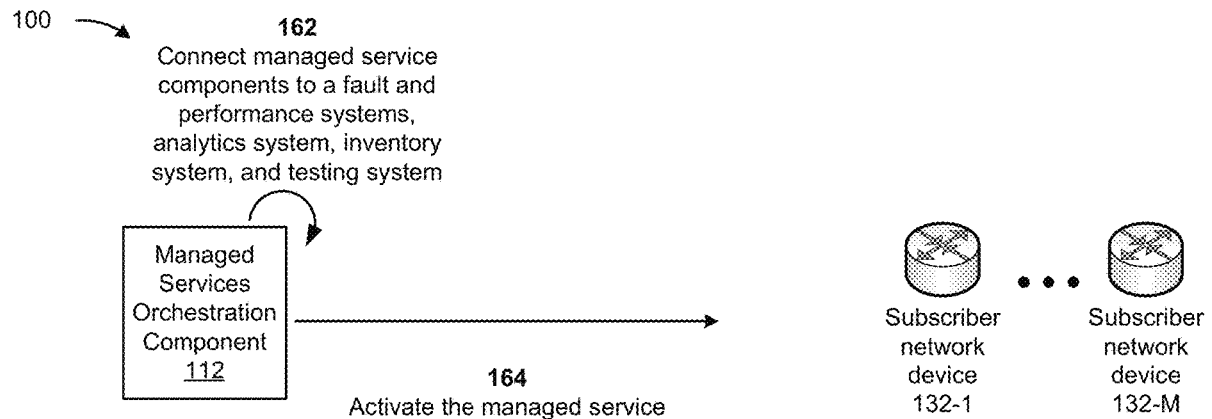 100
162
Connect managed service
components to a fault and
performance systems,
analytics system, inventory
system, and testing system
Managed
Services
Orchestration
Component
112
164
Activate the managed service
Subscriber
network
device
132-1
Subscriber
network
device
132-M